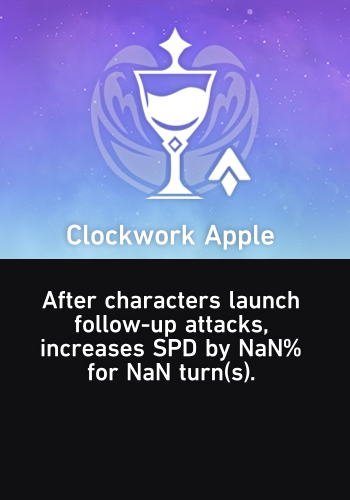 Clockwork Apple
After characters launch
follow-up attacks,
increases SPD by NaN%
for NaN turn(s).